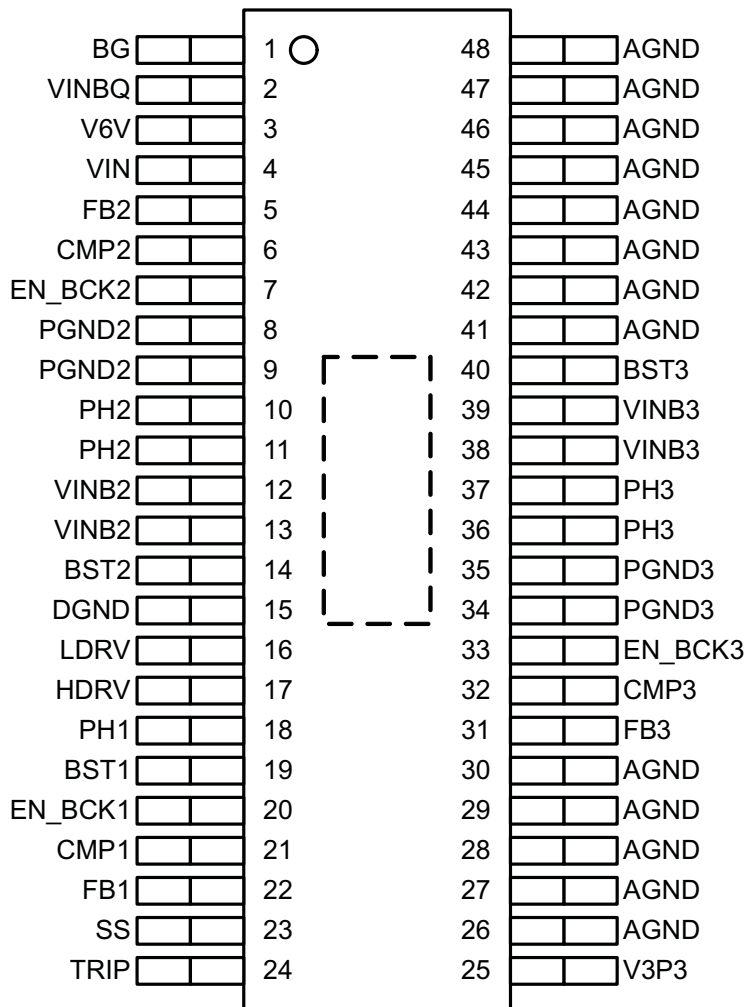 BG 1 48 AGND
VINBQ 2 47 AGND
V6V 3 46 AGND
VIN 4 45 AGND
FB2 5 44 AGND
CMP2 6 43 AGND
EN_BCK2 7 42 AGND
PGND2 8 41 AGND
PGND2 9 40 BST3
PH2 10 39 VINB3
PH2 11 38 VINB3
VINB2 12 37 PH3
VINB2 13 36 PH3
BST2 14 35 PGND3
DGND 15 34 PGND3
LDRV 16 33 EN_BCK3
HDRV 17 32 CMP3
PH1 18 31 FB3
BST1 19 30 AGND
EN_BCK1 20 29 AGND
CMP1 21 28 AGND
FB1 22 27 AGND
SS 23 26 AGND
TRIP 24 25 V3P3